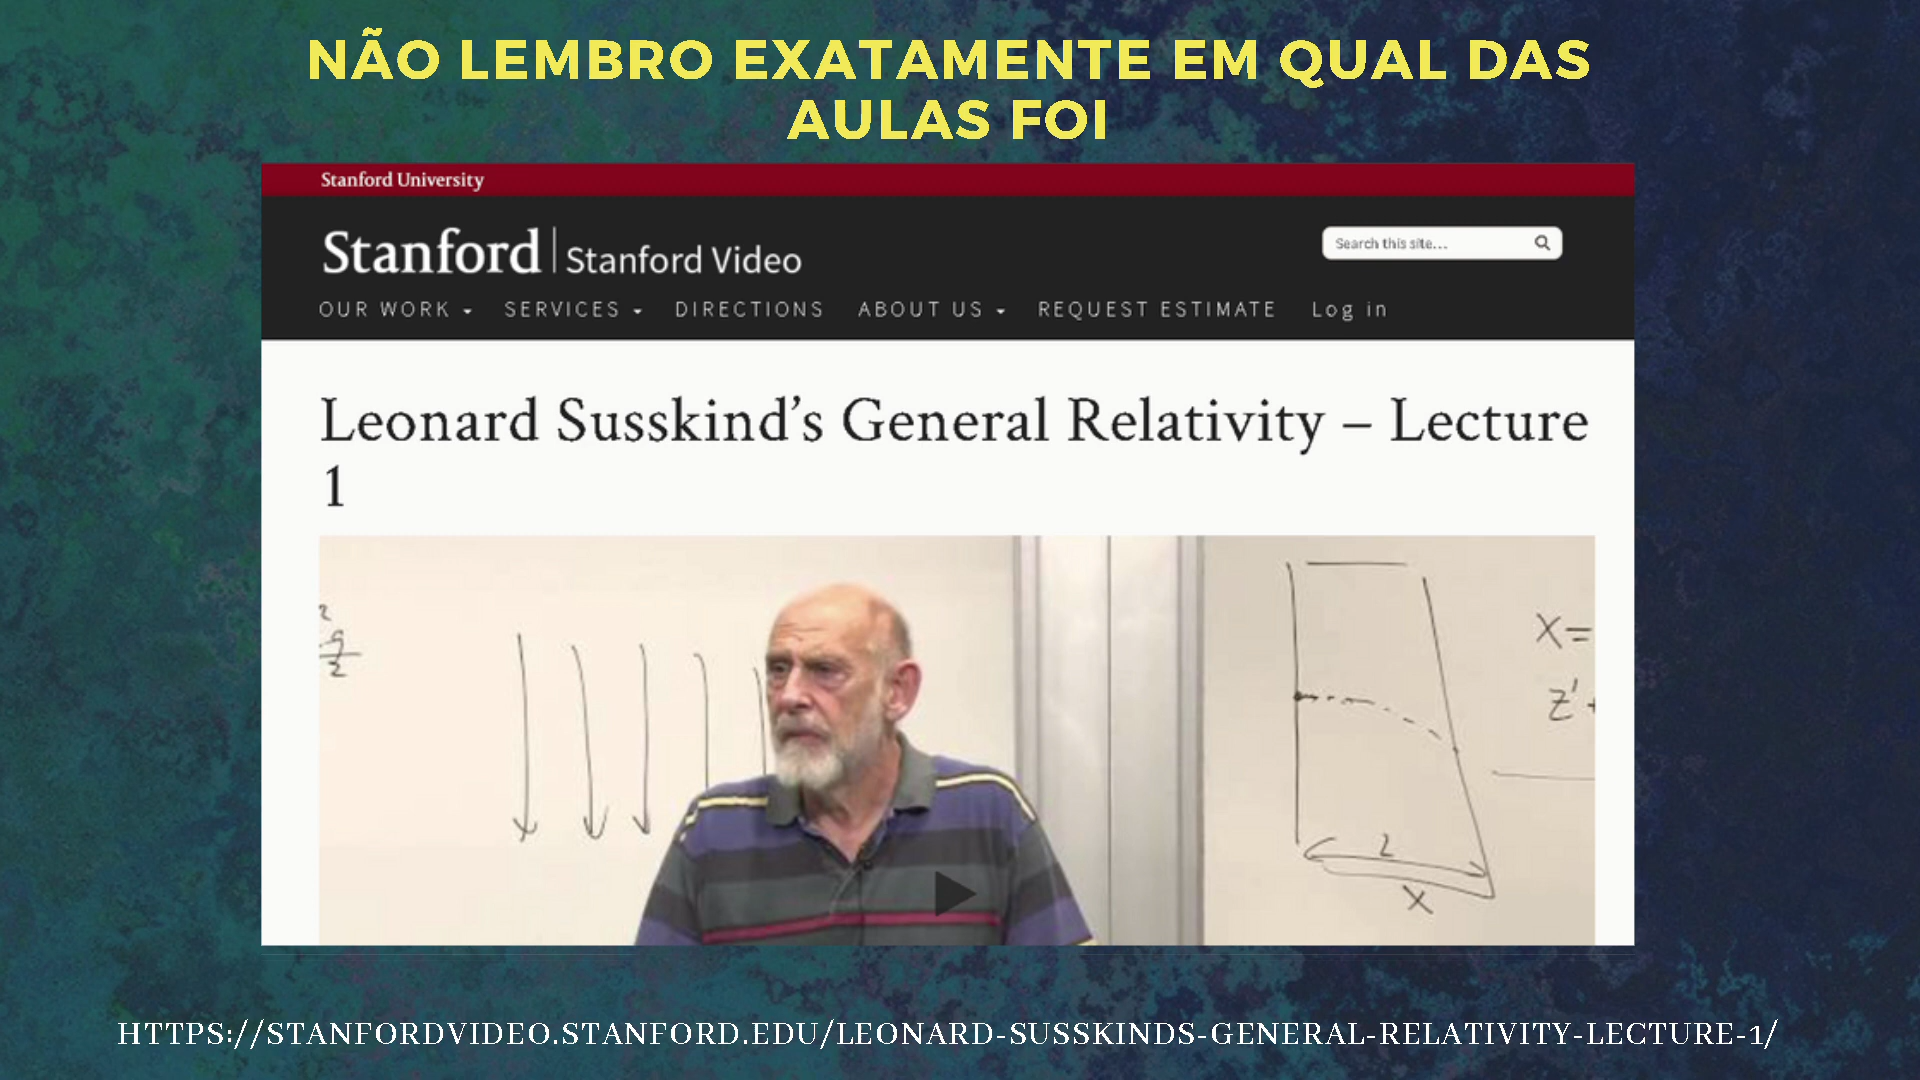 NÃO LEMBRO EXATAMENTE EM QUAL DAS
AULAS FOI
Stanford University
Stanford | Stanford Video
Search this site...
OUR WORK SERVICES DIRECTIONS ABOUT US REQUEST ESTIMATE Log in
Leonard Susskind’s General Relativity – Lecture
1
X=
z'
L
X
HTTPS://STANFORDVIDEO.STANFORD.EDU/LEONARD-SUSSKINDS-GENERAL-RELATIVITY-LECTURE-1/